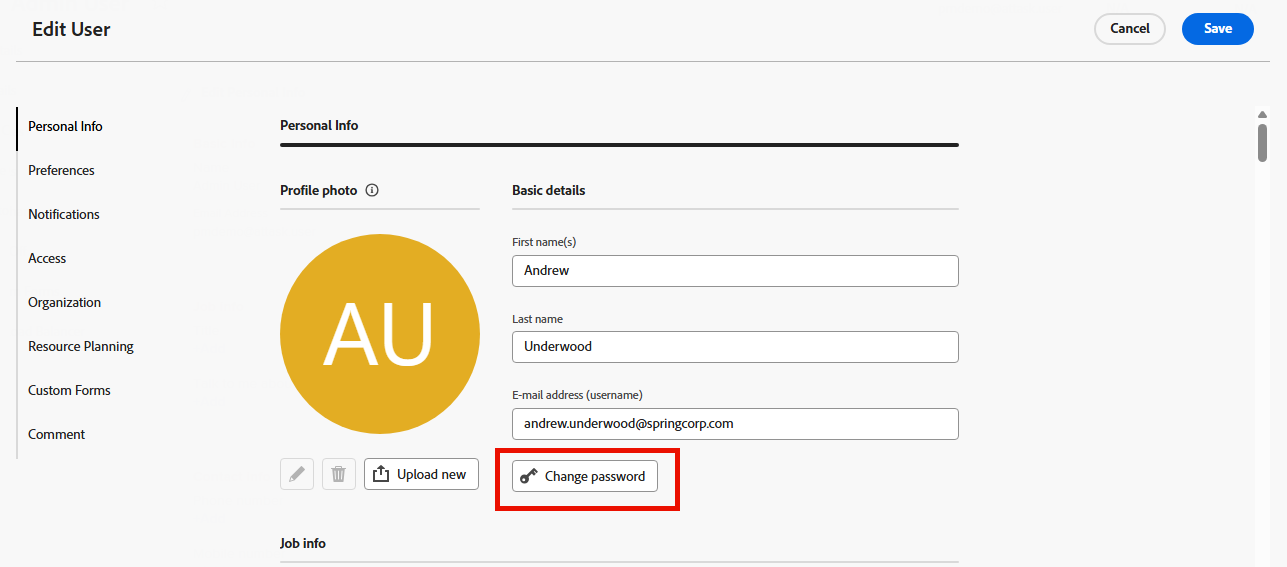 Edit User
Cancel
Save
Personal Info
Preferences
Notifications
Access
Organization
Resource Planning
Custom Forms
Comment
Personal Info
Profile photo
AU
Upload new
Basic details
First name(s)
Andrew
Last name
Underwood
E-mail address (username)
andrew.underwood@springcorp.com
Change password
Job info